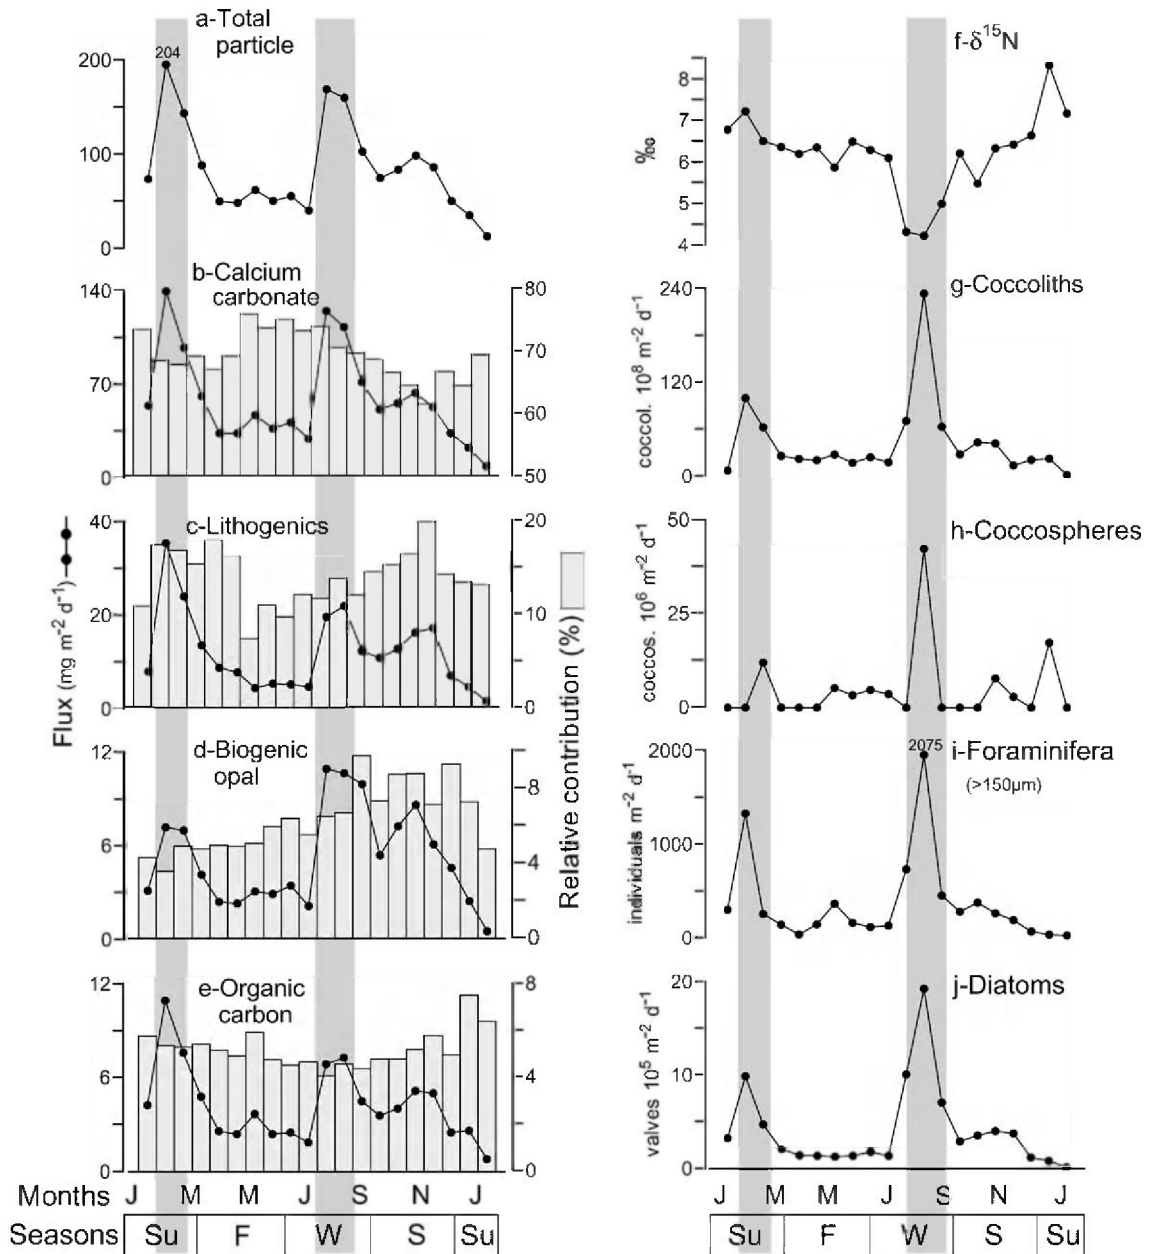 a-Total
particle
204
200
100
0
b-Calcium
carbonate
140
70
0
80
70
60
50
c-Lithogenics
40
20
0
20
10
0
d-Biogenic
opal
12
6
0
8
4
0
e-Organic
carbon
12
6
0
8
4
0
Flux (mg m⁻² d⁻¹)
Relative contribution (%)
Months J M M J S N J
Seasons Su F W S Su
f-δ¹⁵N
‰
8
7
6
5
4
g-Coccoliths
coccol. 10⁸ m⁻² d⁻¹
240
120
0
h-Coccospheres
coccos. 10⁶ m⁻² d⁻¹
50
25
0
i-Foraminifera
(>150µm)
2075
individuals m⁻² d⁻¹
2000
1000
0
j-Diatoms
valves 10⁵ m⁻² d⁻¹
20
10
0
J M M J S N J
Su F W S Su